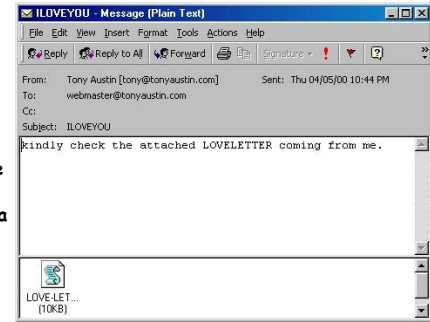 ILOVEYOU - Message (Plain Text)
File Edit View Insert Format Tools Actions Help
Reply Reply to All Forward Signature
From: Tony Austin [tony@tonyaustin.com] Sent: Thu 04/05/00 10:44 PM
To: webmaster@tonyaustin.com
Cc:
Subject: ILOVEYOU
kindly check the attached LOVELETTER coming from me.
e
a
LOVE-LET...
(10KB)